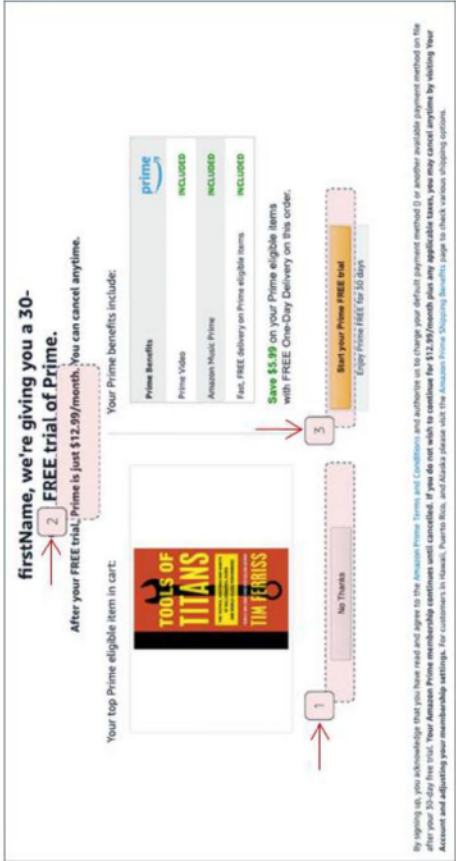 firstName, we're giving you a 30-
FREE trial of Prime.
2
After your FREE trial, Prime is just $12.99/month. You can cancel anytime.
Your top Prime eligible item in cart:
TOOLS OF
TITANS
TIM FERRISS
1
No Thanks
Your Prime benefits include:
Prime Benefits
prime
Prime Video
INCLUDED
Amazon Music Prime
INCLUDED
Fast, FREE delivery on Prime eligible items
INCLUDED
Save $5.99 on your Prime eligible items
with FREE One-Day Delivery on this order.
3
Start your Prime FREE trial
Enjoy Prime FREE for 30 days
By signing up, you acknowledge that you have read and agree to the Amazon Prime Terms and Conditions and authorize us to charge your default payment method () or another available payment method on file
after your 30-day free trial. Your Amazon Prime membership continues until cancelled. If you do not wish to continue for $12.99/month plus any applicable taxes, you may cancel anytime by visiting Your
Account and adjusting your membership settings. For customers in Hawaii, Puerto Rico, and Alaska please visit the Amazon Prime Shipping Benefits page to check various shipping options.